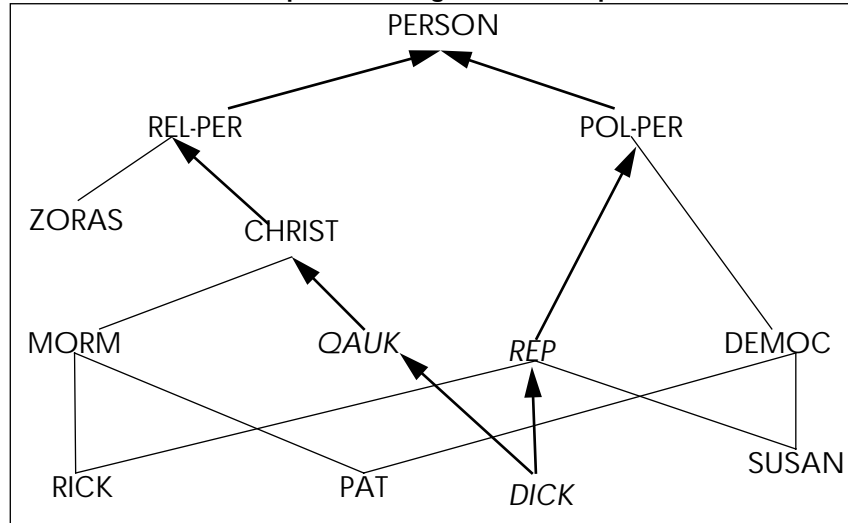 PERSON
REL-PER POL-PER
ZORAS
CHRIST
MORM QAUK REP DEMOC
RICK PAT DICK SUSAN